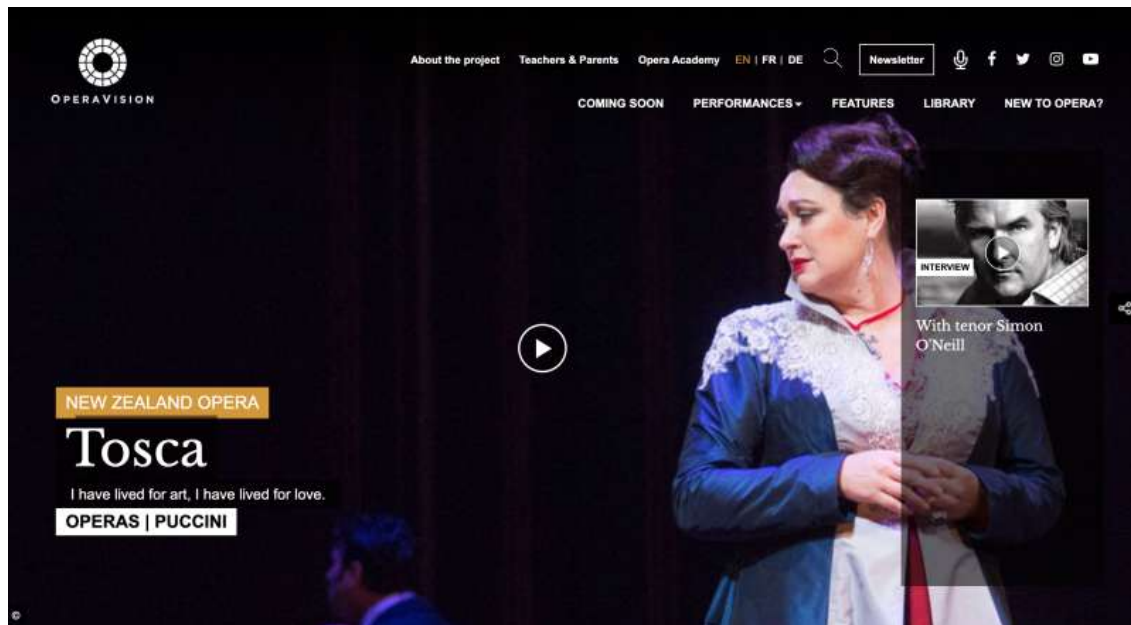 OPERAVISION
About the project Teachers & Parents Opera Academy EN | FR | DE Newsletter
COMING SOON PERFORMANCES FEATURES LIBRARY NEW TO OPERA?
INTERVIEW
With tenor Simon
O'Neill
NEW ZEALAND OPERA
Tosca
I have lived for art, I have lived for love.
OPERAS | PUCCINI
©